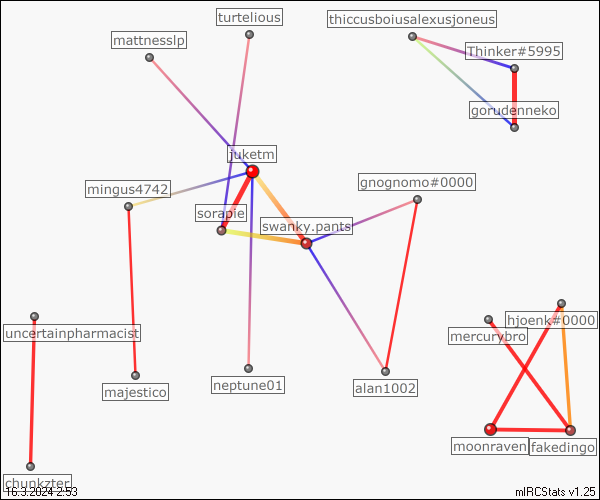 turtelious
thiccusboiusalexusjoneus
mattnesslp
Thinker#5995
gorudenneko
juketm
gnognomo#0000
mingus4742
sorapie
swanky.pants
uncertainpharmacist
hjoenk#0000
mercurybro
neptune01
alan1002
majestico
moonraven
fakedingo
chunkzter
16.3.2024 2:53
mIRCStats v1.25